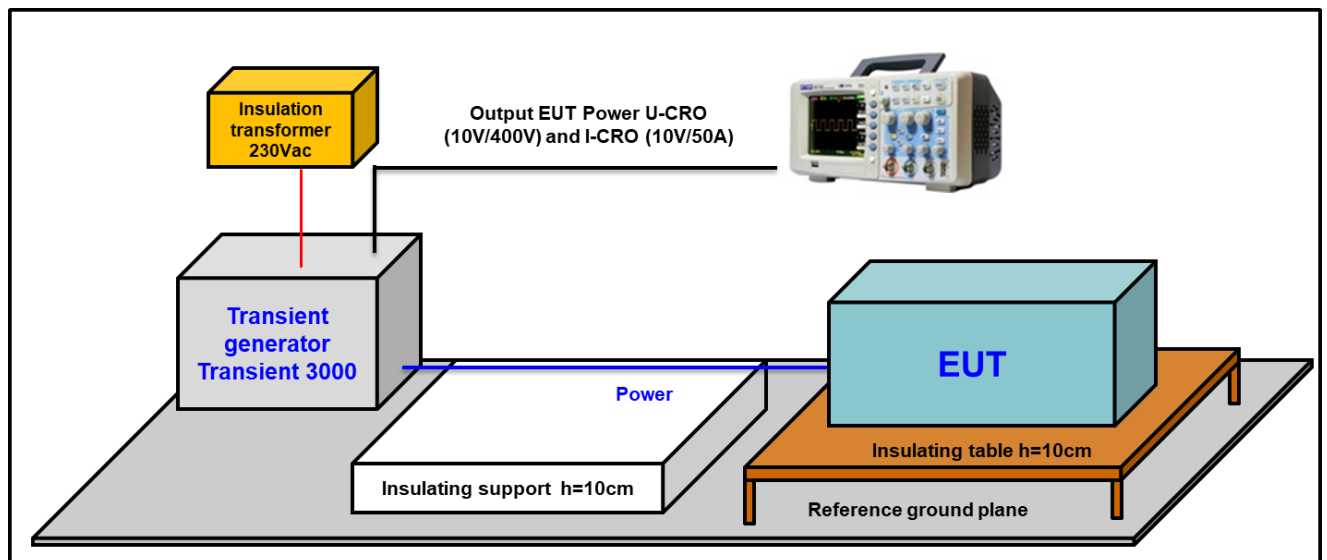 Insulation
transformer
230Vac
Output EUT Power U-CRO
(10V/400V) and I-CRO (10V/50A)
Transient
generator
Transient 3000
EUT
Power
Insulating table h=10cm
Insulating support h=10cm
Reference ground plane